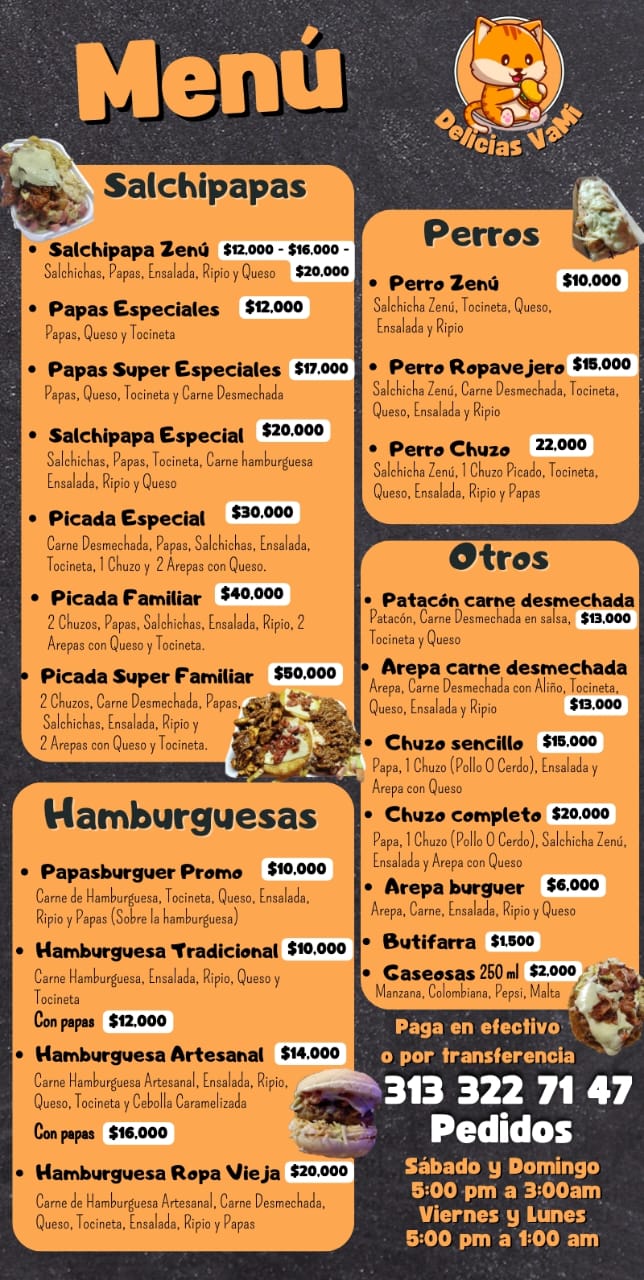 Menú
Delicias VaMi
Salchipapas
• Salchipapa Zenú $12.000 - $16.000 -
Salchichas, Papas, Ensalada, Ripio y Queso $20,000
• Papas Especiales $12,000
Papas, Queso y Tocineta
• Papas Super Especiales $17.000
Papas, Queso, Tocineta y Carne Desmechada
• Salchipapa Especial $20.000
Salchichas, Papas, Tocineta, Carne hamburguesa
Ensalada, Ripio y Queso
• Picada Especial $30.000
Carne Desmechada, Papas, Salchichas, Ensalada,
Tocineta, 1 Chuzo y 2 Arepas con Queso.
• Picada Familiar $40,000
2 Chuzos, Papas, Salchichas, Ensalada, Ripio, 2
Arepas con Queso y Tocineta.
• Picada Super Familiar $50.000
2 Chuzos, Carne Desmechada, Papas,
Salchichas, Ensalada, Ripio y
2 Arepas con Queso y Tocineta.
Hamburguesas
• Papasburguer Promo $10.000
Carne de Hamburguesa, Tocineta, Queso, Ensalada,
Ripio y Papas (Sobre la hamburguesa)
• Hamburguesa Tradicional $10,000
Carne Hamburguesa, Ensalada, Ripio, Queso y
Tocineta
Con papas $12,000
• Hamburguesa Artesanal $14.000
Carne Hamburguesa Artesanal, Ensalada, Ripio,
Queso, Tocineta y Cebolla Caramelizada
Con papas $16.000
• Hamburguesa Ropa Vieja $20,000
Carne de Hamburguesa Artesanal, Carne Desmechada,
Queso, Tocineta, Ensalada, Ripio y Papas
Perros
• Perro Zenú $10,000
Salchicha Zenú, Tocineta, Queso,
Ensalada y Ripio
• Perro Ropavejero $15,000
Salchicha Zenú, Carne Desmechada, Tocineta,
Queso, Ensalada y Ripio
• Perro Chuzo 22,000
Salchicha Zenú, 1 Chuzo Picado, Tocineta,
Queso, Ensalada, Ripio y Papas
Otros
• Patacón carne desmechada
Patacón, Carne Desmechada en salsa, $13,000
Tocineta y Queso
• Arepa carne desmechada
Arepa, Carne Desmechada con Aliño, Tocineta,
Queso, Ensalada y Ripio $13,000
• Chuzo sencillo $15.000
Papa, 1 Chuzo (Pollo O Cerdo), Ensalada y
Arepa con Queso
• Chuzo completo $20.000
Papa, 1 Chuzo (Pollo O Cerdo), Salchicha Zenú,
Ensalada y Arepa con Queso
• Arepa burguer $6.000
Arepa, Carne, Ensalada, Ripio y Queso
• Butifarra $1.500
• Gaseosas 250 ml $2,000
Manzana, Colombiana, Pepsi, Malta
Paga en efectivo
o por transferencia
313 322 71 47
Pedidos
Sábado y Domingo
5:00 pm a 3:00am
Viernes y Lunes
5:00 pm a 1:00 am